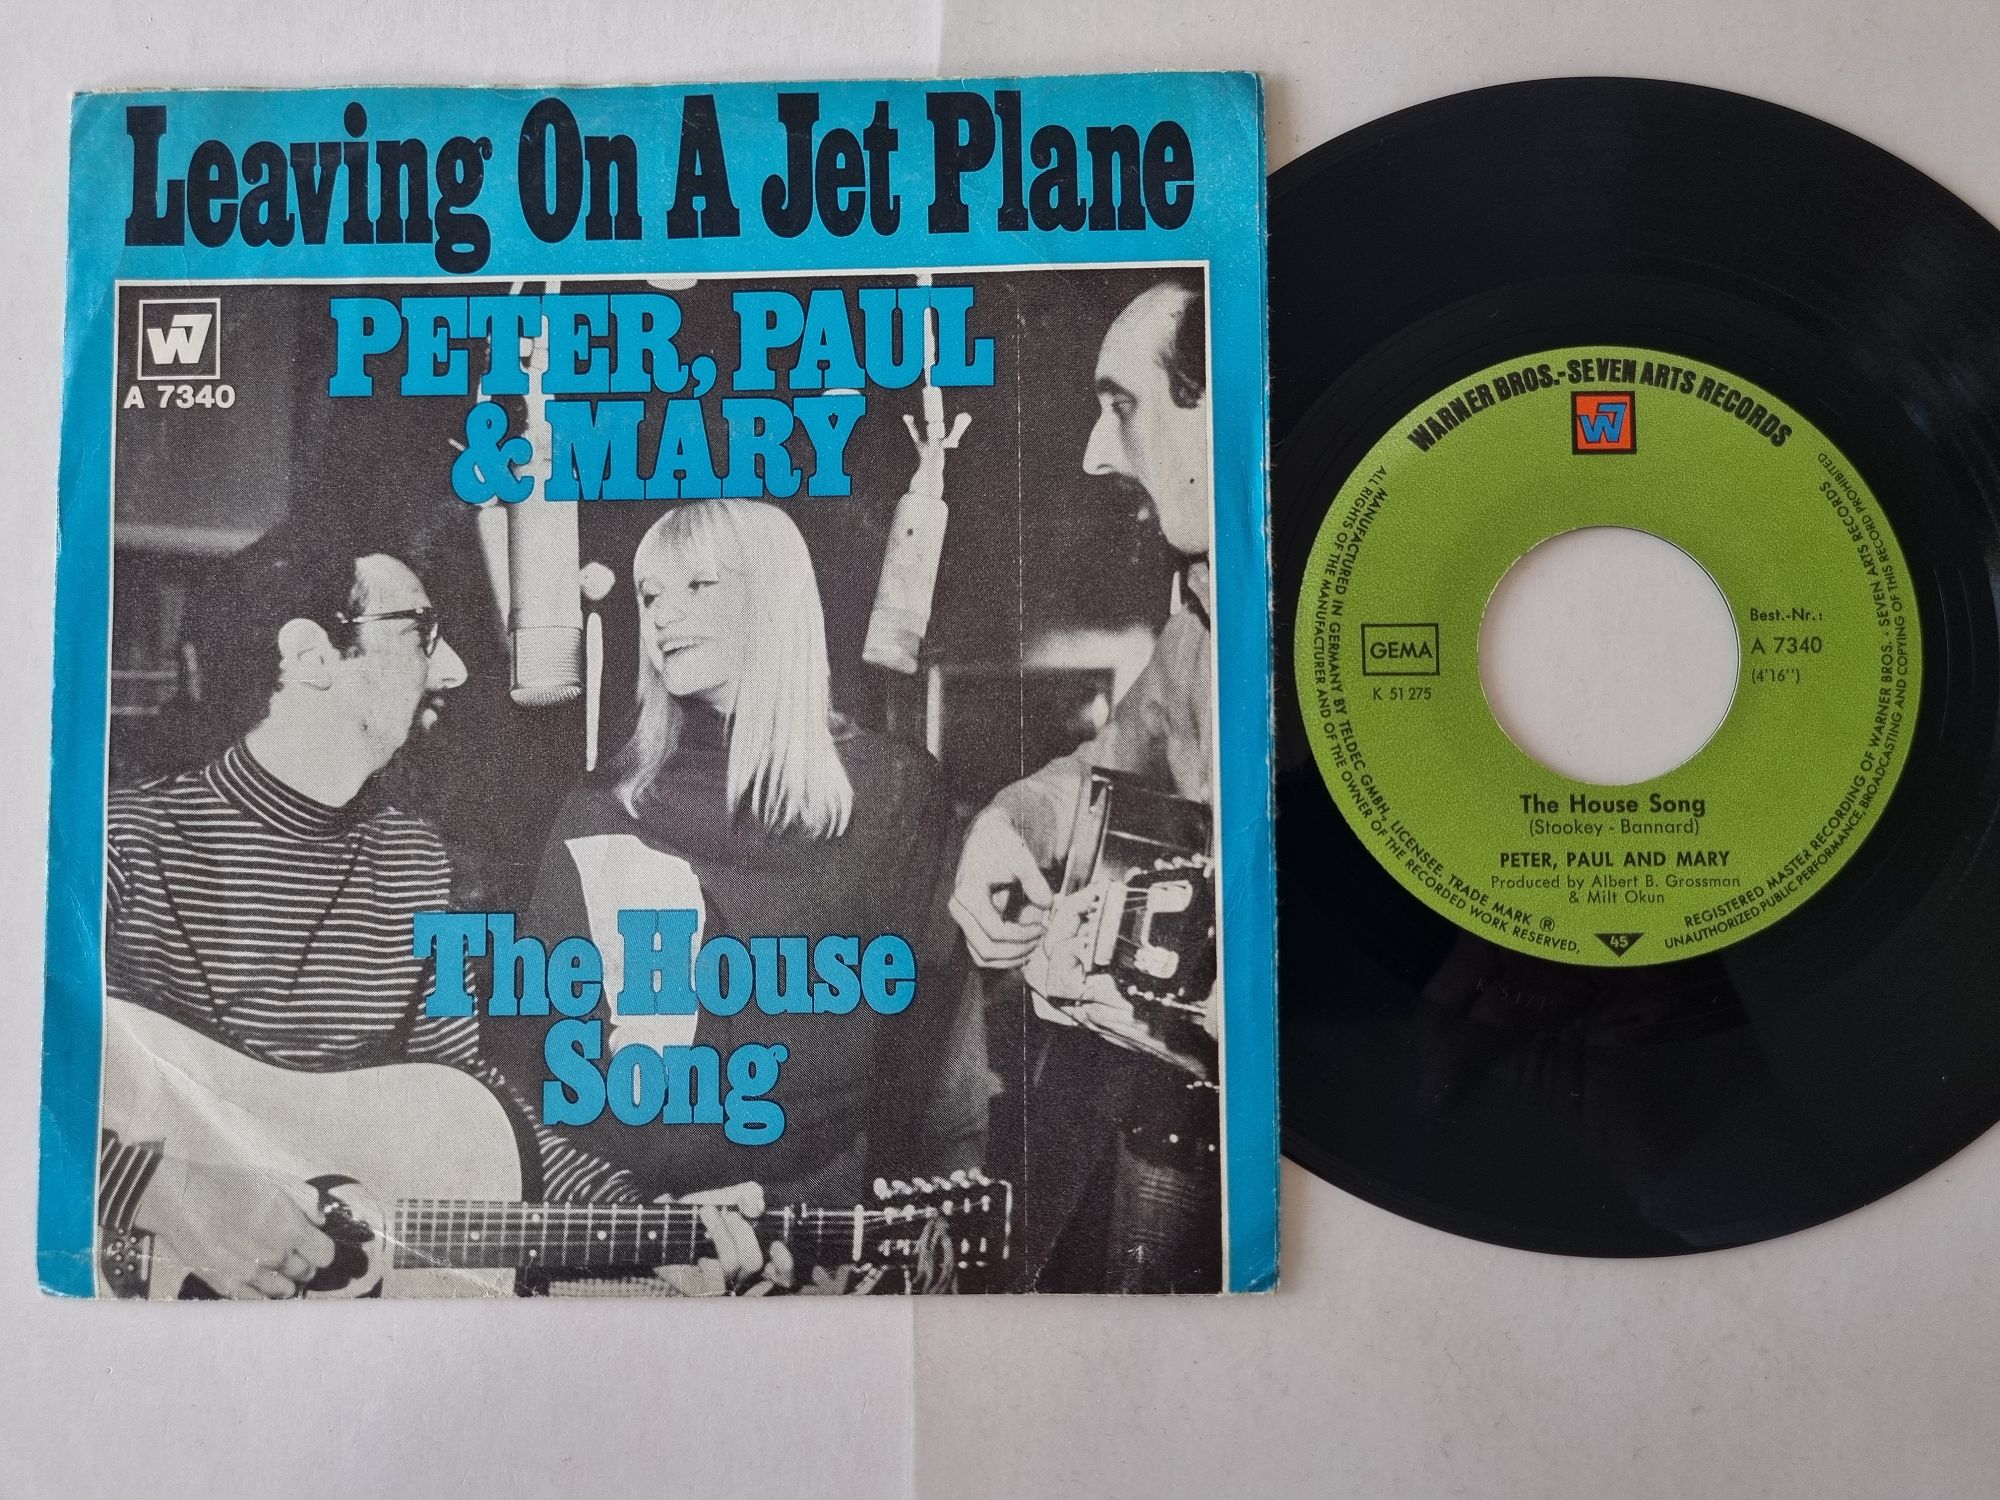 Leaving On A Jet Plane
W7
A 7340
PETER, PAUL
& MARY
The House
Song
WARNER BROS.-SEVEN ARTS RECORDS
W7
MANUFACTURED IN GERMANY BY TELDEC GMBH, LICENSEE, TRADE MARK ®
ALL RIGHTS OF THE MANUFACTURER AND OF THE OWNER OF THE RECORDED WORK RESERVED,
REGISTERED MASTER RECORDING OF WARNER BROS. - SEVEN ARTS RECORDS
UNAUTHORIZED PUBLIC PERFORMANCE, BROADCASTING AND COPYING OF THIS RECORD PROHIBITED
GEMA
K 51 275
Best.-Nr.:
A 7340
(4'16'')
The House Song
(Stookey - Bannard)
PETER, PAUL AND MARY
Produced by Albert B. Grossman
& Milt Okun
45